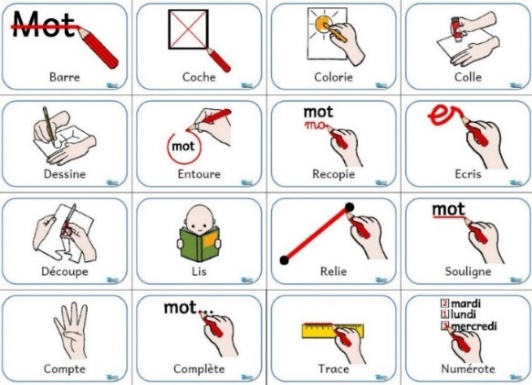 Mot
Barre
Coche
Colorie
Colle
Dessine
mot
Entoure
mot
mo
Recopie
er
Ecris
Découpe
Lis
Relie
mot
Souligne
Compte
mot...
Complète
Trace
2 mardi
1 lundi
3 mercredi
Numérote